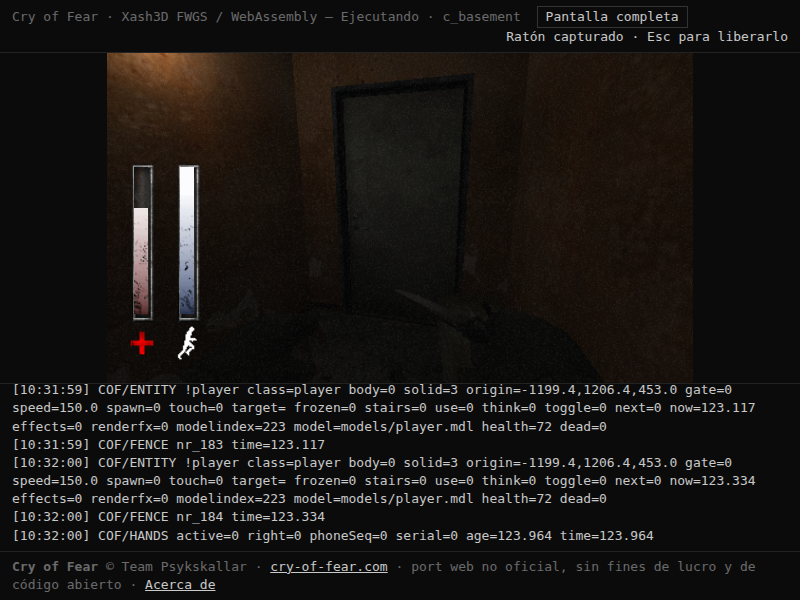 Cry of Fear · Xash3D FWGS / WebAssembly — Ejecutando · c_basement
Pantalla completa
Ratón capturado · Esc para liberarlo
[10:31:59] COF/ENTITY !player class=player body=0 solid=3 origin=-1199.4,1206.4,453.0 gate=0
speed=150.0 spawn=0 touch=0 target= frozen=0 stairs=0 use=0 think=0 toggle=0 next=0 now=123.117
effects=0 renderfx=0 modelindex=223 model=models/player.mdl health=72 dead=0
[10:31:59] COF/FENCE nr_183 time=123.117
[10:32:00] COF/ENTITY !player class=player body=0 solid=3 origin=-1199.4,1206.4,453.0 gate=0
speed=150.0 spawn=0 touch=0 target= frozen=0 stairs=0 use=0 think=0 toggle=0 next=0 now=123.334
effects=0 renderfx=0 modelindex=223 model=models/player.mdl health=72 dead=0
[10:32:00] COF/FENCE nr_184 time=123.334
[10:32:00] COF/HANDS active=0 right=0 phoneSeq=0 serial=0 age=123.964 time=123.964
Cry of Fear © Team Psykskallar · cry-of-fear.com · port web no oficial, sin fines de lucro y de
código abierto · Acerca de